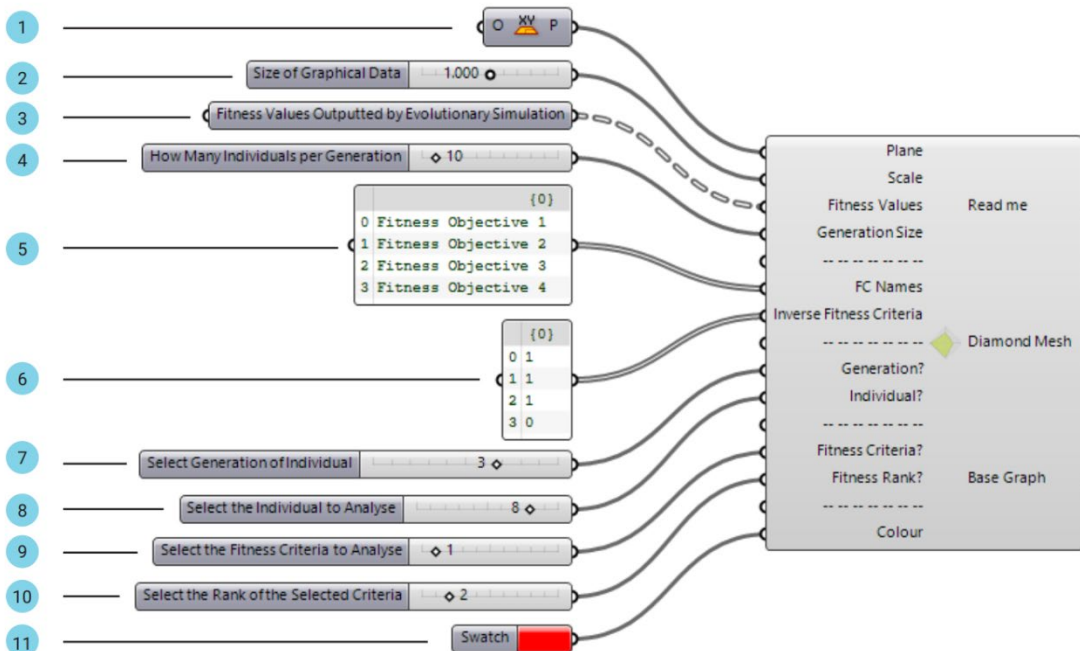 1
O XY P
2
Size of Graphical Data 1.000
3
Fitness Values Outputted by Evolutionary Simulation
4
How Many Individuals per Generation 10
5
{0}
0 Fitness Objective 1
1 Fitness Objective 2
2 Fitness Objective 3
3 Fitness Objective 4
6
{0}
0 1
1 1
2 1
3 0
7
Select Generation of Individual 3
8
Select the Individual to Analyse 8
9
Select the Fitness Criteria to Analyse 1
10
Select the Rank of the Selected Criteria 2
11
Swatch
Plane
Scale
Fitness Values Read me
Generation Size
-- -- -- -- -- -- --
FC Names
Inverse Fitness Criteria
-- -- -- -- -- -- -- Diamond Mesh
Generation?
Individual?
-- -- -- -- -- -- --
Fitness Criteria?
Fitness Rank? Base Graph
-- -- -- -- -- -- --
Colour